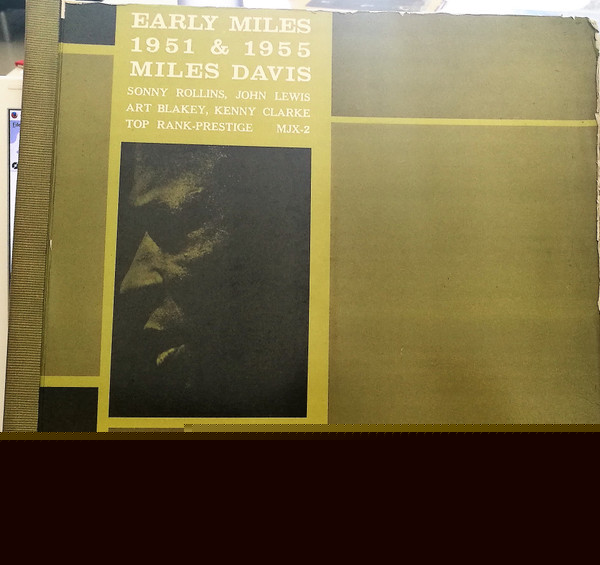 EARLY MILES
1951 & 1955
MILES DAVIS
SONNY ROLLINS, JOHN LEWIS
ART BLAKEY, KENNY CLARKE
TOP RANK-PRESTIGE MJX-2